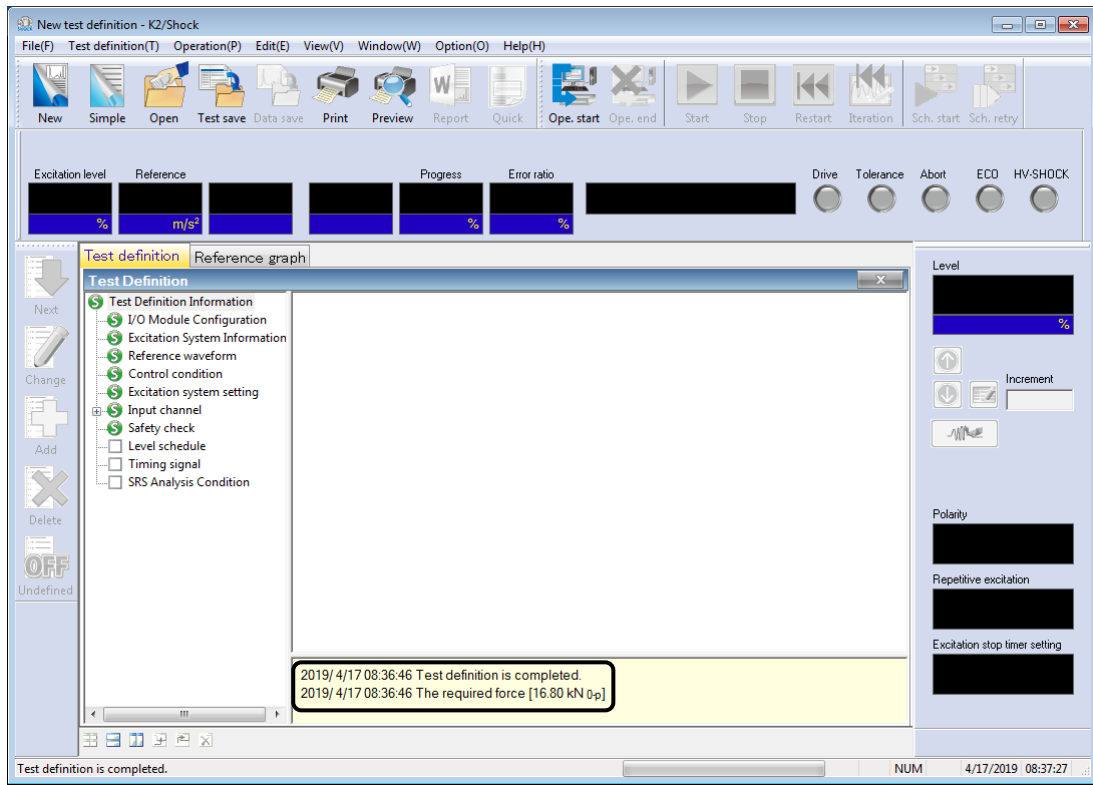 New test definition - K2/Shock
File(F) Test definition(T) Operation(P) Edit(E) View(V) Window(W) Option(O) Help(H)
New Simple Open Test save Data save Print Preview Report Quick Ope. start Ope. end Start Stop Restart Iteration Sch. start Sch. retry
Excitation level Reference Progress Error ratio Drive Tolerance Abort ECO HV-SHOCK
% m/s² % %
Next
Change
Add
Delete
OFF
Undefined
Test definition Reference graph
Test Definition
Test Definition Information
I/O Module Configuration
Excitation System Information
Reference waveform
Control condition
Excitation system setting
Input channel
Safety check
Level schedule
Timing signal
SRS Analysis Condition
2019/ 4/17 08:36:46 Test definition is completed.
2019/ 4/17 08:36:46 The required force [16.80 kN 0-p]
Level
%
Increment
Polarity
Repetitive excitation
Excitation stop timer setting
Test definition is completed. NUM 4/17/2019 08:37:27